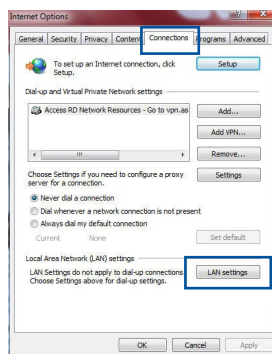 Internet Options
General Security Privacy Content Connections Programs Advanced
To set up an Internet connection, click
Setup.
Setup
Dial-up and Virtual Private Network settings
Access RD Network Resources - Go to vpn.as
Add...
Add VPN...
Remove...
Choose Settings if you need to configure a proxy
server for a connection.
Settings
Never dial a connection
Dial whenever a network connection is not present
Always dial my default connection
Current None
Set default
Local Area Network (LAN) settings
LAN Settings do not apply to dial-up connections.
Choose Settings above for dial-up settings.
LAN settings
OK Cancel Apply